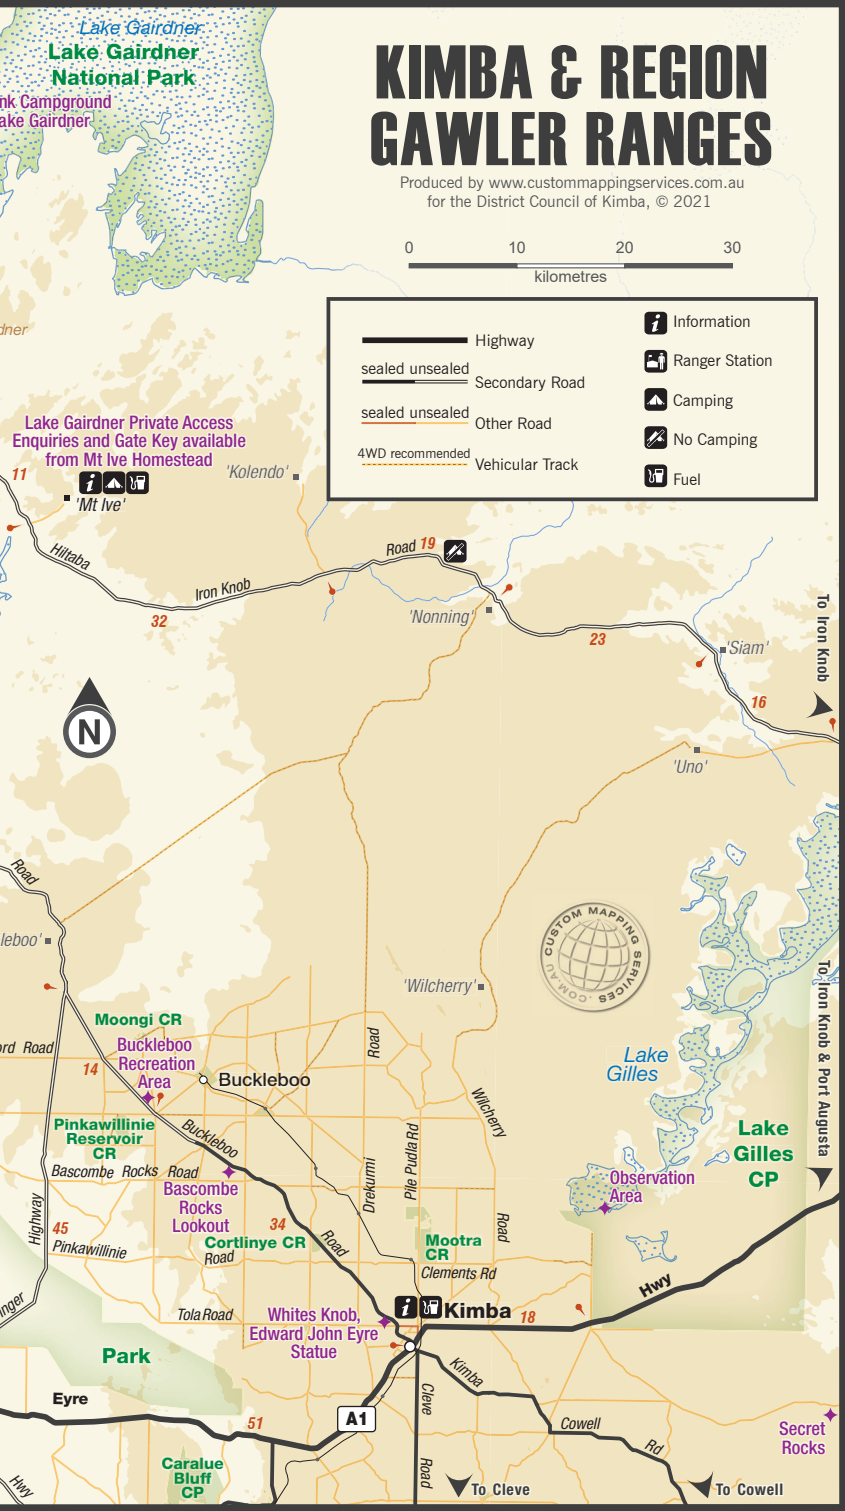 Lake Gairdner
Lake Gairdner
National Park
nk Campground
ake Gairdner
KIMBA & REGION
GAWLER RANGES
Produced by www.custommappingservices.com.au
for the District Council of Kimba, © 2021
0 10 20 30
kilometres
Highway
sealed unsealed
Secondary Road
sealed unsealed
Other Road
4WD recommended
Vehicular Track
Information
Ranger Station
Camping
No Camping
Fuel
dner
Lake Gairdner Private Access
Enquiries and Gate Key available
from Mt Ive Homestead
11
'Mt Ive'
'Kolendo'
Hiltaba
32
Iron Knob
Road
19
'Nonning'
23
'Siam'
16
To Iron Knob
'Uno'
N
Road
leboo'
CUSTOM MAPPING
SERVICES .COM.AU
'Wilcherry'
Moongi CR
ord Road
14
Buckleboo
Recreation
Area
Buckleboo
Road
Wilcherry
Road
Lake
Gilles
To Iron Knob & Port Augusta
Lake
Gilles
CP
Observation
Area
Pinkawillinie
Reservoir
CR
Buckleboo
Road
Bascombe Rocks Road
Bascombe
Rocks
Lookout
Drekurmi
Pile Pudla Rd
Highway
45
Pinkawillinie
Road
34
Cortlinye CR
Mootra
CR
Clements Rd
Hwy
inger
Tola Road
Whites Knob,
Edward John Eyre
Statue
Kimba
18
Park
Eyre
51
A1
Kimba
Cowell
Rd
Cleve
Road
Secret
Rocks
Caralue
Bluff
CP
Hwy
To Cleve
To Cowell